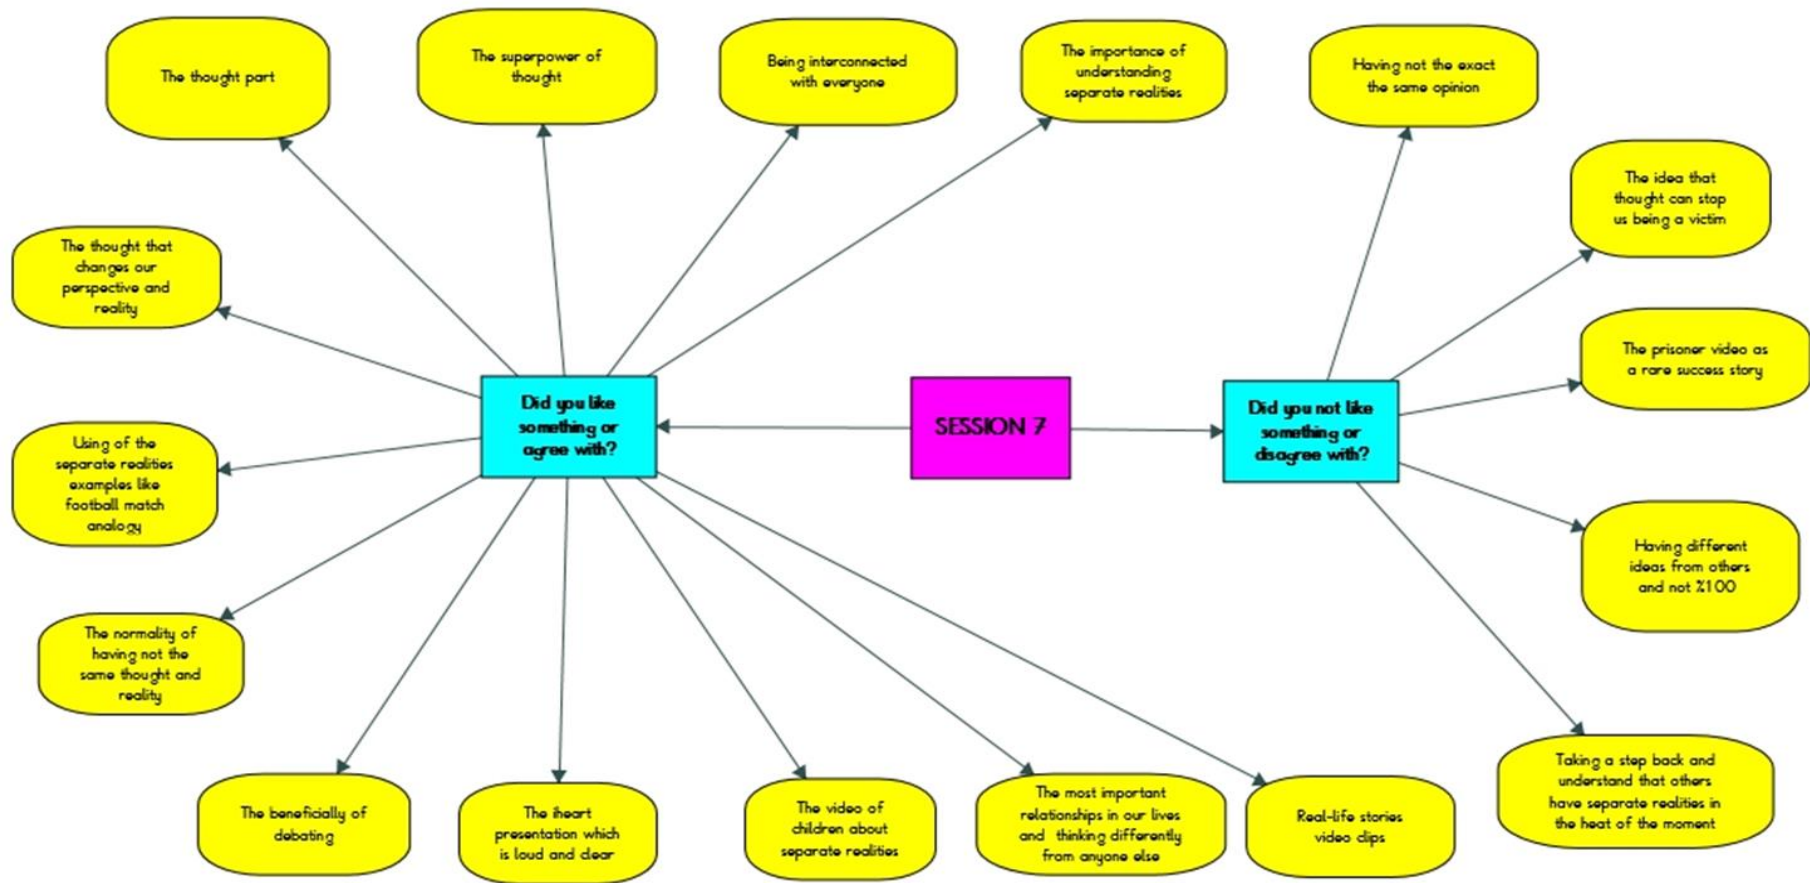 The thought part
The superpower of
thought
Being interconnected
with everyone
The importance of
understanding
separate realities
Having not the exact
the same opinion
The idea that
thought can stop
us being a victim
The thought that
changes our
perspective and
reality
The prisoner video as
a rare success story
Did you like
something or
agree with?
SESSION 7
Did you not like
something or
disagree with?
Using of the
separate realities
examples like
football match
analogy
Having different
ideas from others
and not %100
The normality of
having not the
same thought and
reality
The beneficially of
debating
The iheart
presentation which
is loud and clear
The video of
children about
separate realities
The most important
relationships in our lives
and thinking differently
from anyone else
Real-life stories
video clips
Taking a step back and
understand that others
have separate realities in
the heat of the moment